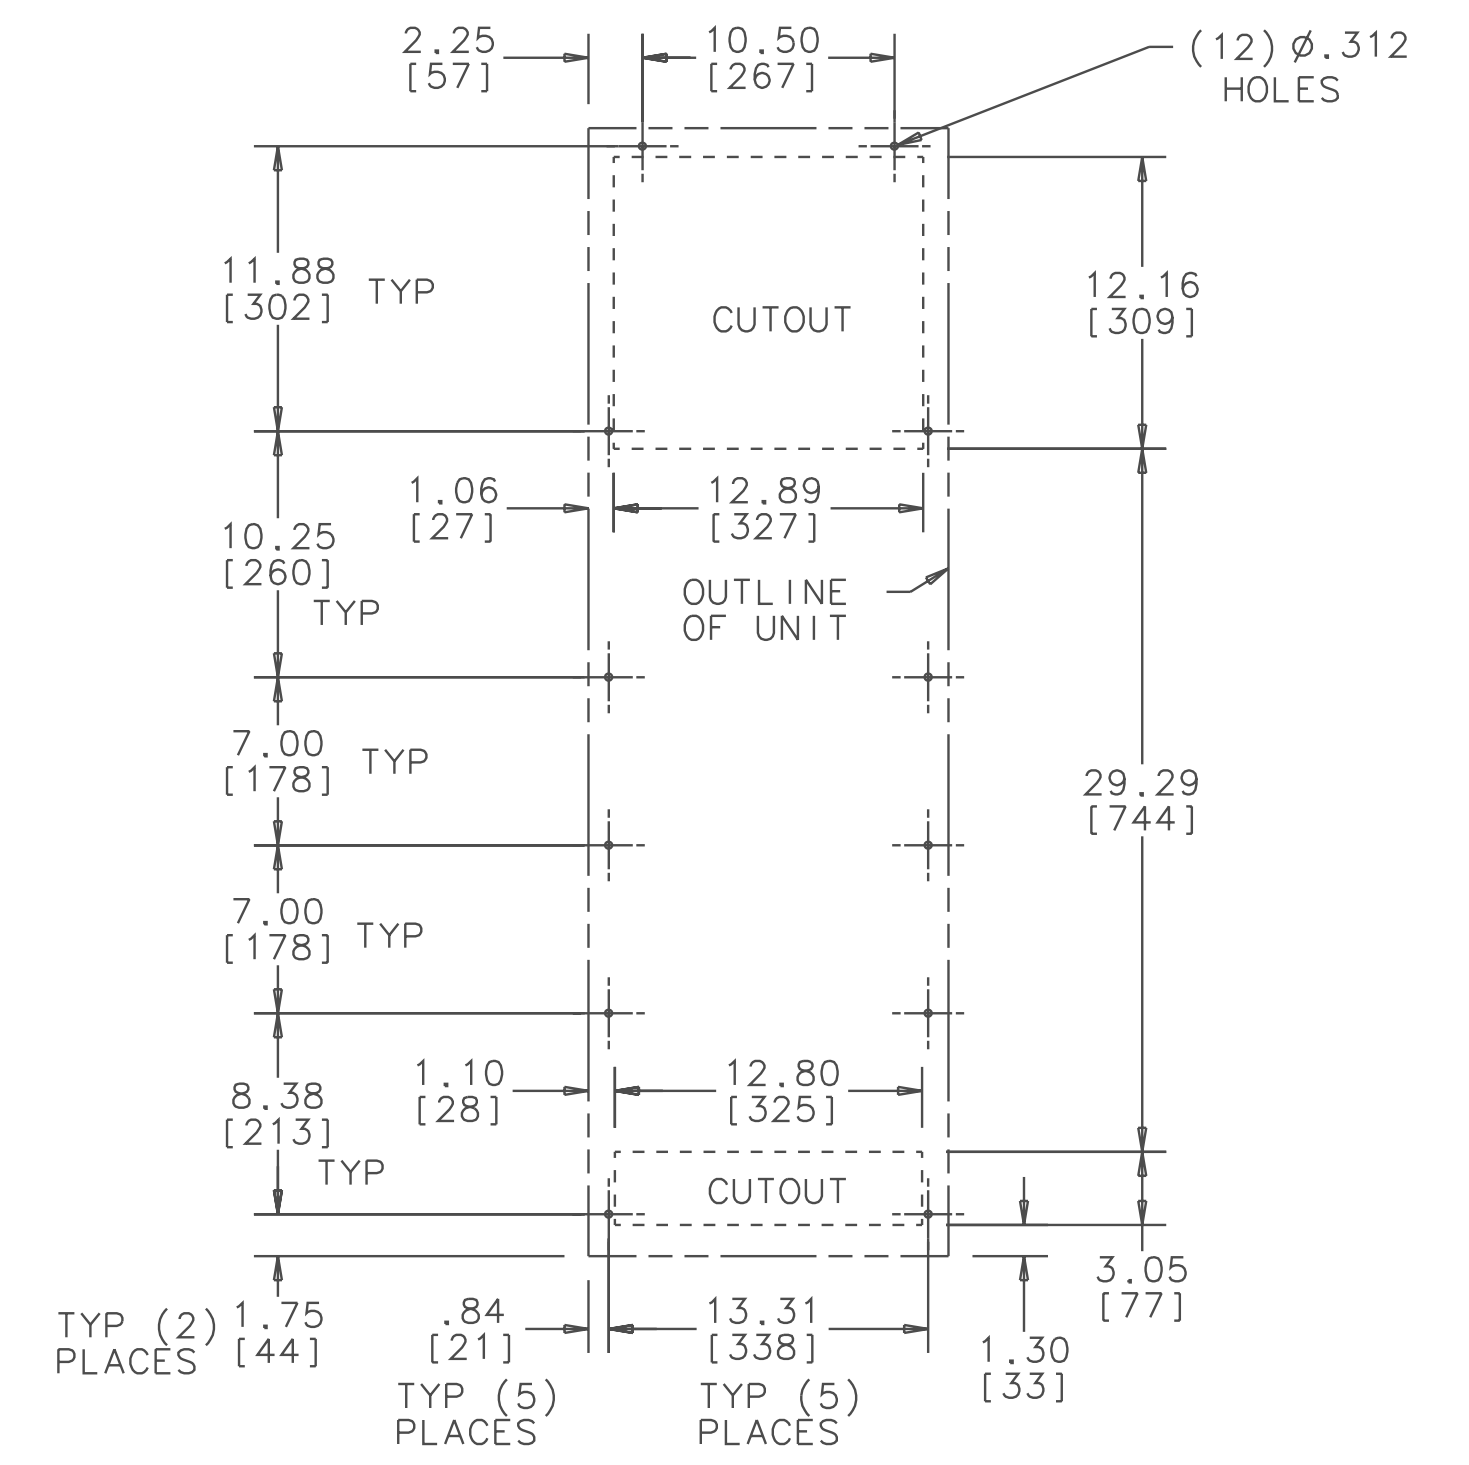 2.25
[57]
10.50
[267]
(12) Ø.312
HOLES
11.88
[302]
TYP
CUTOUT
12.16
[309]
1.06
[27]
12.89
[327]
10.25
[260]
TYP
OUTLINE
OF UNIT
7.00
[178]
TYP
29.29
[744]
7.00
[178]
TYP
1.10
[28]
12.80
[325]
8.38
[213]
TYP
CUTOUT
3.05
[77]
TYP (2)
PLACES
1.75
[44]
.84
[21]
TYP (5)
PLACES
13.31
[338]
TYP (5)
PLACES
1.30
[33]